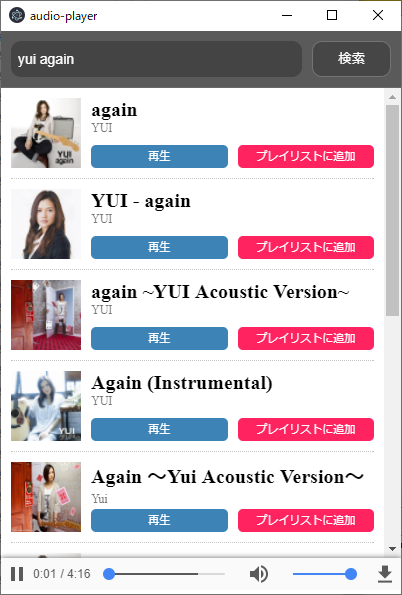 audio-player
yui again
検索
again
YUI
再生
プレイリストに追加
YUI - again
YUI
再生
プレイリストに追加
again ~YUI Acoustic Version~
YUI
再生
プレイリストに追加
Again (Instrumental)
YUI
再生
プレイリストに追加
Again 〜Yui Acoustic Version〜
Yui
再生
プレイリストに追加
0:01 / 4:16
YUI
again
YUI